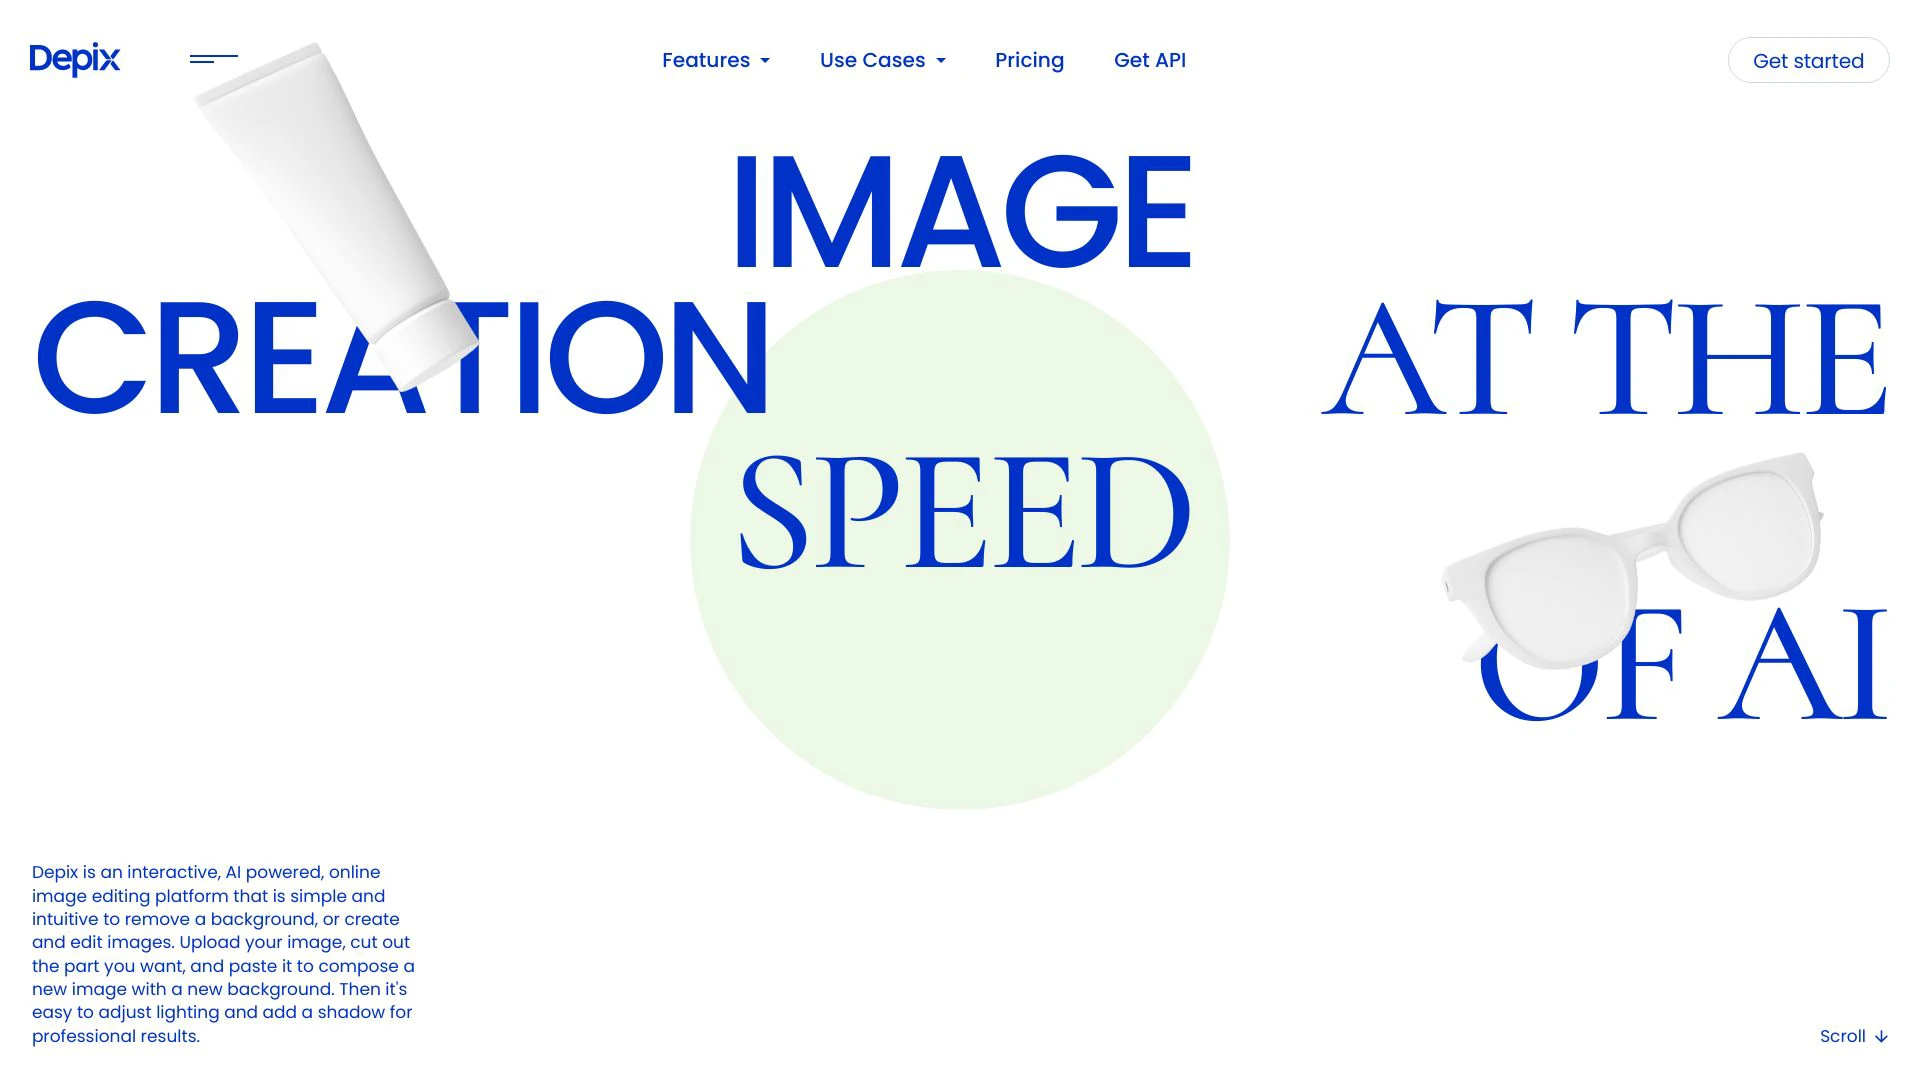 Depix
Features
Use Cases
Pricing
Get API
Get started
IMAGE
CREATION AT THE
SPEED
OF AI
Depix is an interactive, AI powered, online
image editing platform that is simple and
intuitive to remove a background, or create
and edit images. Upload your image, cut out
the part you want, and paste it to compose a
new image with a new background. Then it's
easy to adjust lighting and add a shadow for
professional results.
Scroll